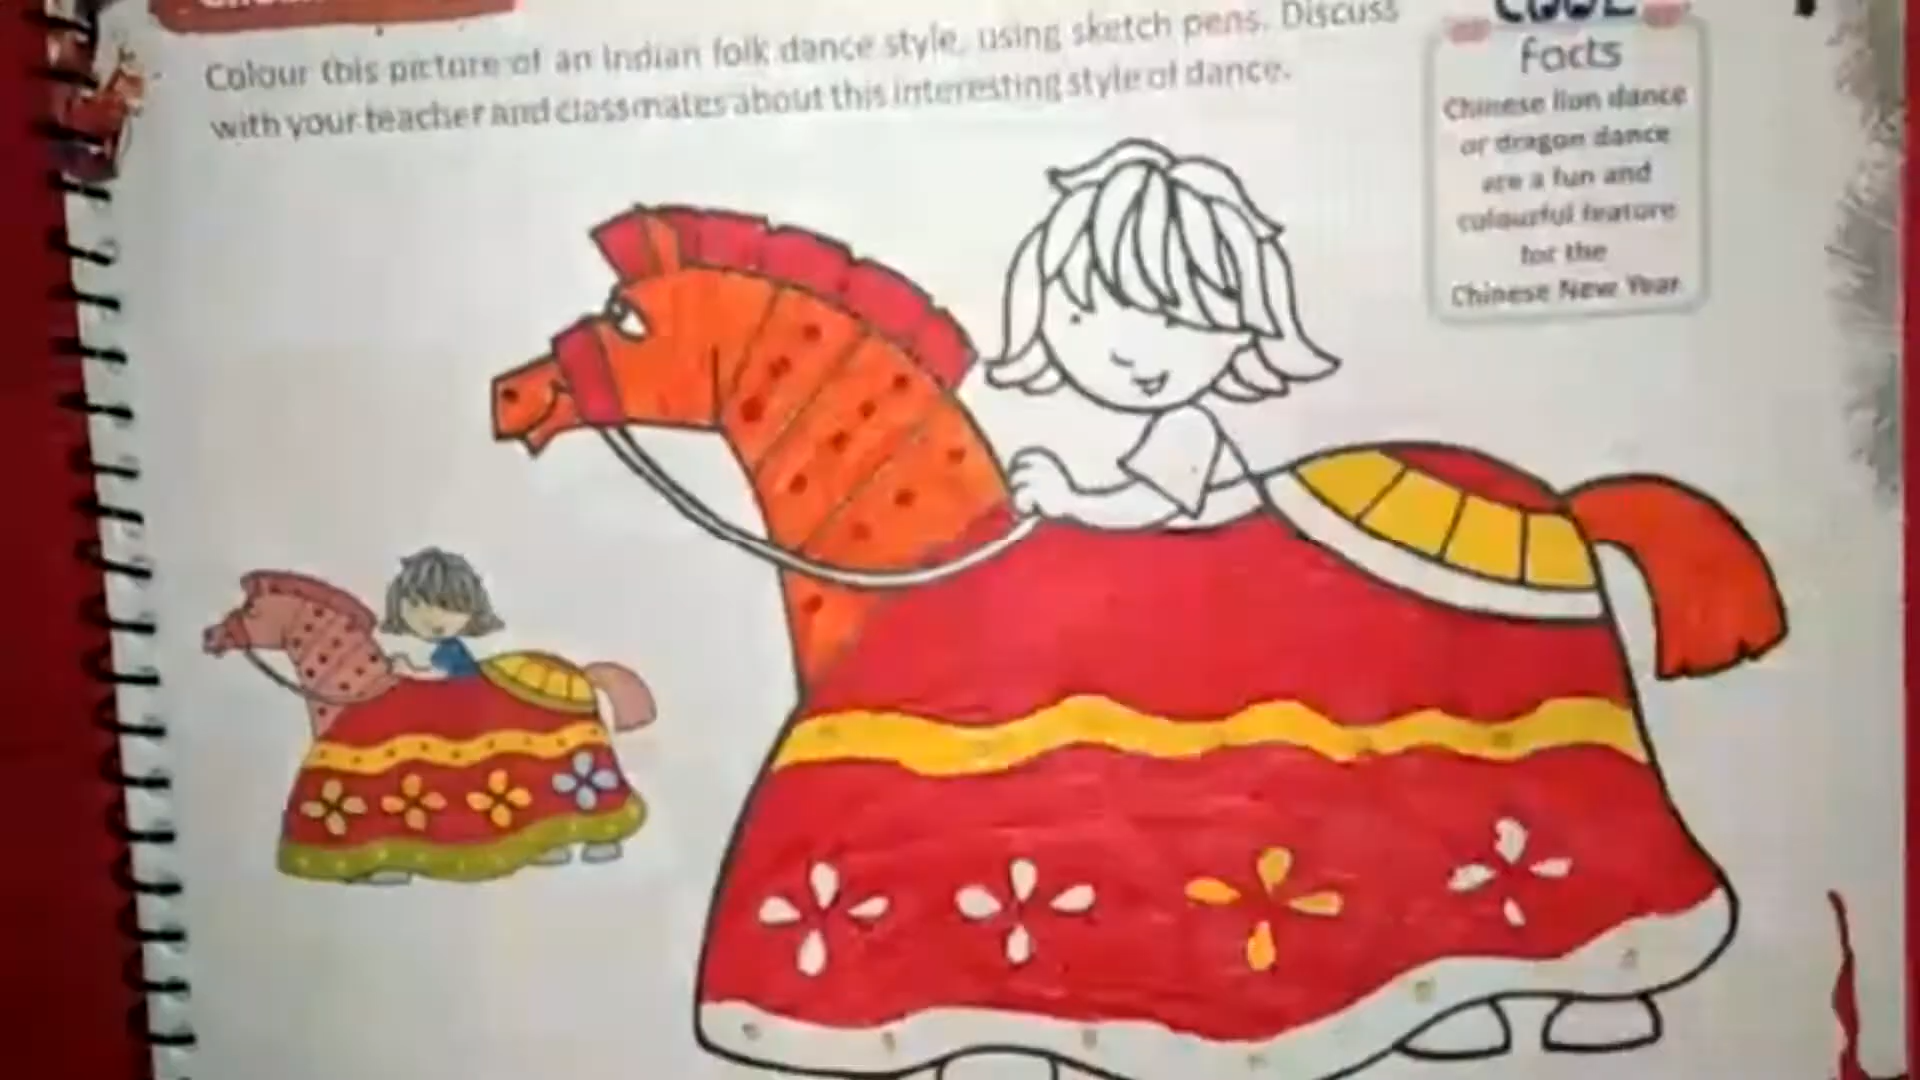 Colour this picture of an Indian folk dance style, using sketch pens. Discuss
with your teacher and classmates about this interesting style of dance.
COOL
facts
Chinese lion dance
or dragon dance
are a fun and
colourful feature
for the
Chinese New Year